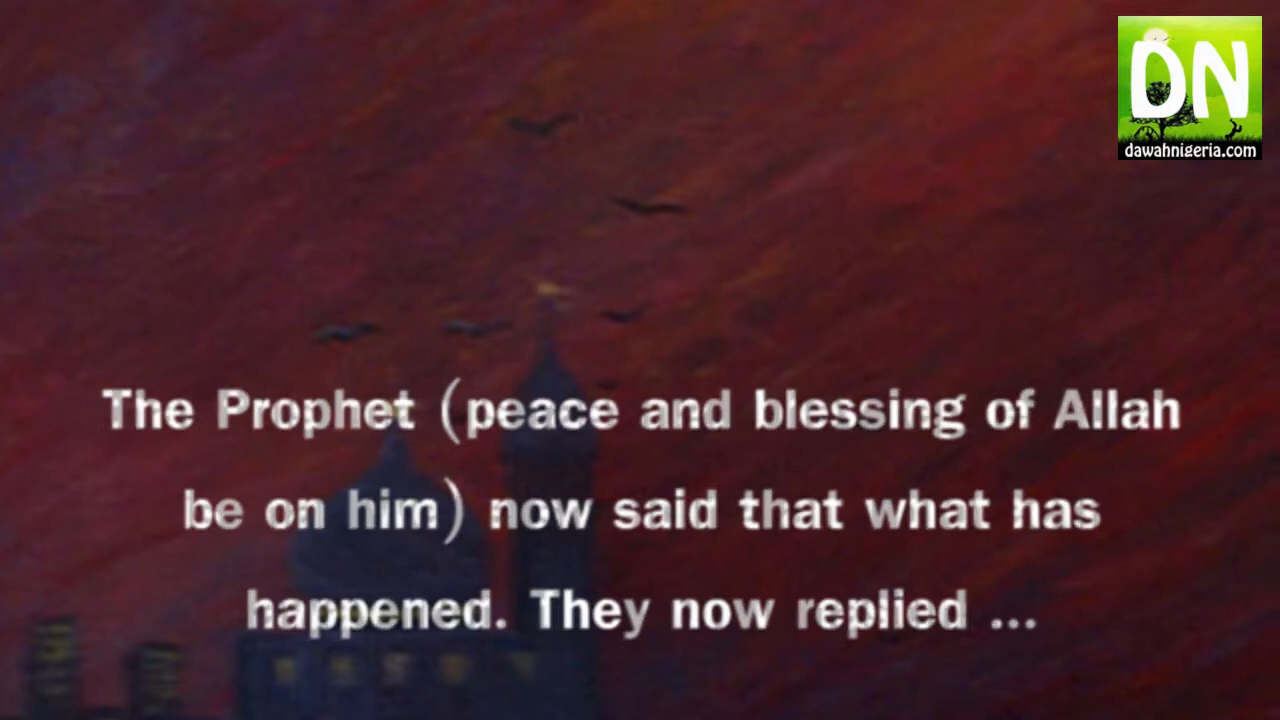 DN
dawahnigeria.com
The Prophet (peace and blessing of Allah
be on him) now said that what has
happened. They now replied ...